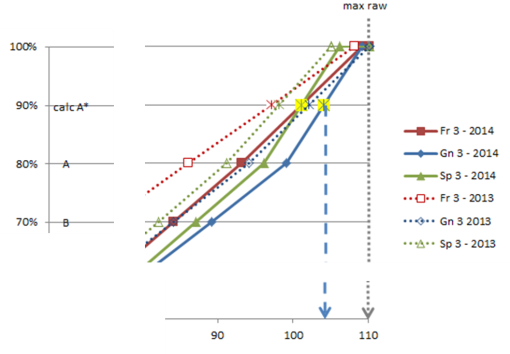 max raw
100%
90%
calc A*
80%
A
70%
B
Fr 3 - 2014
Gn 3 - 2014
Sp 3 - 2014
Fr 3 - 2013
Gn 3 2013
Sp 3 - 2013
90
100
110